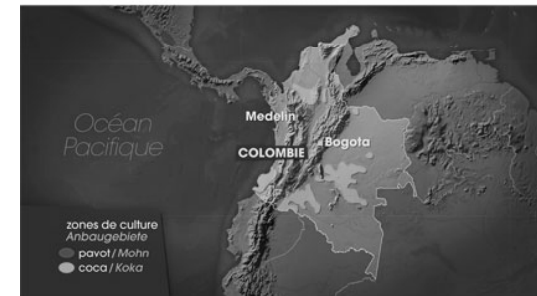 Océan
Pacifique
Medelin
Bogota
COLOMBIE
zones de culture
Anbaugebiete
pavot / Mohn
coca / Koka